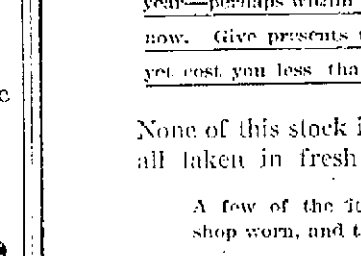 year—perhaps within
now. Give presents
yet cost you less tha
None of this stock i
all taken in fresh
A few of the it
shop worn, and t
c